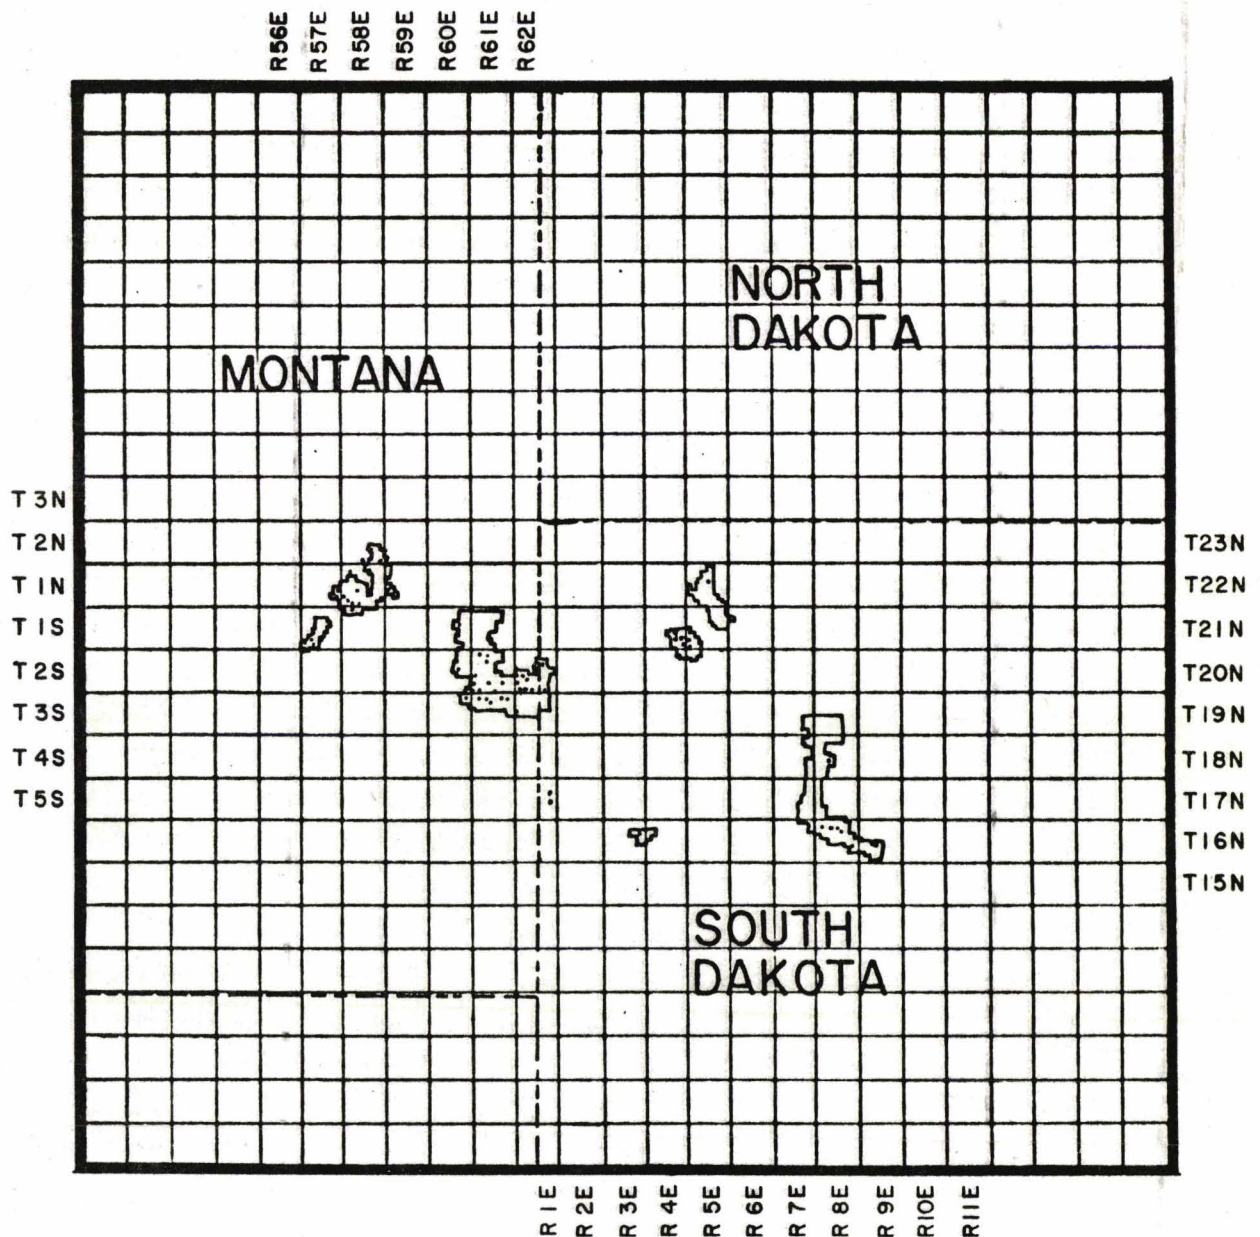 R56E
R57E
R58E
R59E
R60E
R61E
R62E
NORTH
DAKOTA
MONTANA
T3N
T2N
T1N
T1S
T2S
T3S
T4S
T5S
T23N
T22N
T21N
T20N
T19N
T18N
T17N
T16N
T15N
SOUTH
DAKOTA
R1E
R2E
R3E
R4E
R5E
R6E
R7E
R8E
R9E
R10E
R11E